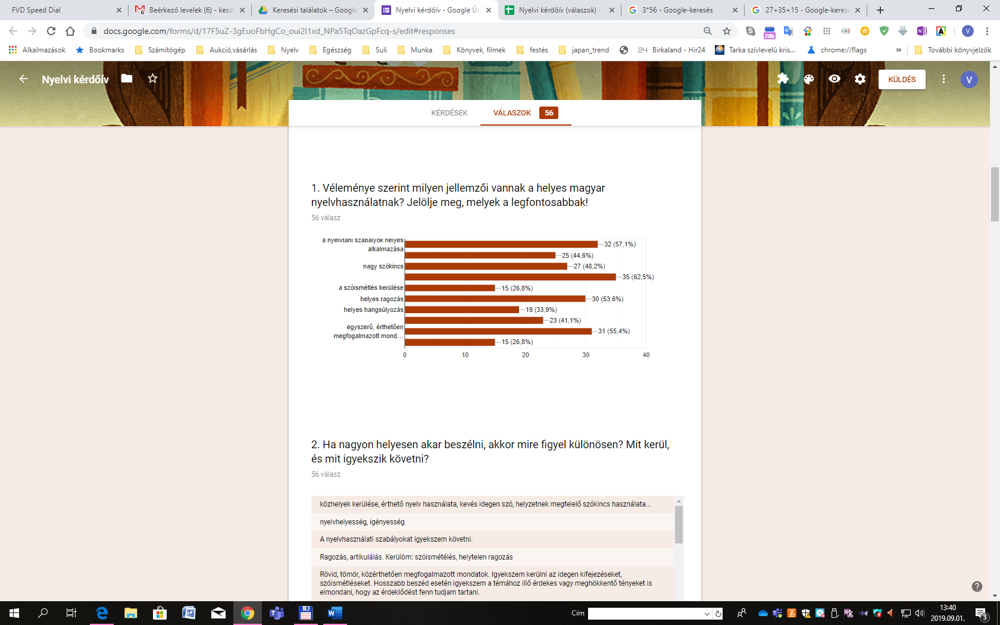 FVD Speed Dial
Beérkező levelek (6) - keszt
Keresési találatok – Google
Nyelvi kérdőív - Google Űrl
Nyelvi kérdőív (válaszok) -
3*56 - Google-keresés
27+35+15 - Google-keresé
docs.google.com/forms/d/17F5uZ-3gEuoFbHgCo_oui2I1xd_NPa5TqOazGpFcq-s/edit#responses
20h
V
Alkalmazások
Bookmarks
Számítógép
Aukció,vásárlás
Nyelv
Egészség
Suli
Munka
Könyvek, filmek
festés
japan_trend
24 Birkaland - Hir24
Tarka szívlevelű kris...
chrome://flags
»
További könyvjelzők
Nyelvi kérdőív
KÜLDÉS
V
KÉRDÉSEK
VÁLASZOK 56
1. Véleménye szerint milyen jellemzői vannak a helyes magyar
nyelvhasználatnak? Jelölje meg, melyek a legfontosabbak!
56 válasz
a nyelvtani szabályok helyes
alkalmazása
32 (57,1%)
25 (44,6%)
nagy szókincs
27 (48,2%)
35 (62,5%)
a szóismétlés kerülése
15 (26,8%)
helyes ragozás
30 (53,6%)
helyes hangsúlyozás
19 (33,9%)
23 (41,1%)
egyszerű, érthetően
megfogalmazott mond...
31 (55,4%)
15 (26,8%)
0 10 20 30 40
2. Ha nagyon helyesen akar beszélni, akkor mire figyel különösen? Mit kerül,
és mit igyekszik követni?
56 válasz
közhelyek kerülése, érthető nyelv használata, kevés idegen szó, helyzetnek megfelelő szókincs használata...
nyelvhelyesség, igényesség
A nyelvhasználati szabályokat igyekszem követni.
Ragozás, artikulálás. Kerülöm: szóismétélés, helytelen ragozás
Rövid, tömör, közérthetően megfogalmazott mondatok. Igyekszem kerülni az idegen kifejezéseket,
szóismétléseket. Hosszabb beszéd esetén igyekszem a témához illő érdekes vagy meghökkentő tényeket is
elmondani, hogy az érdeklődést fenn tudjam tartani.
Cím
13:40
2019.09.01.
3